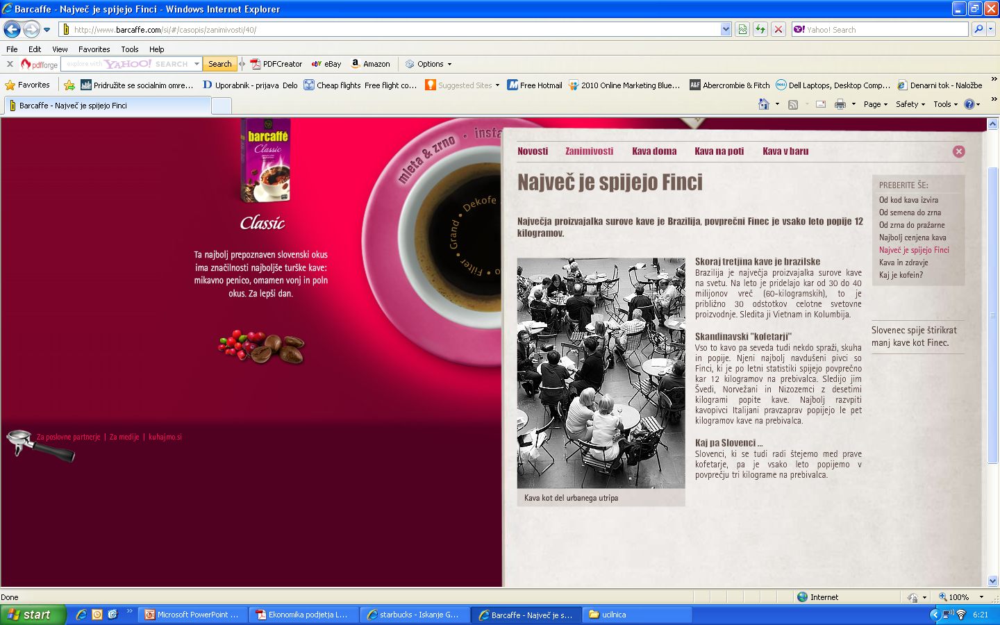 Barcaffe - Največ je spijejo Finci - Windows Internet Explorer
http://www.barcaffe.com/si/#/casopis/zanimivosti/40/
Yahoo! Search
File Edit View Favorites Tools Help
pdfforge explore with YAHOO! SEARCH Search PDFCreator eBay Amazon Options
Favorites Pridružite se socialnim omre... Uporabnik - prijava Delo Cheap flights Free flight co... Suggested Sites Free Hotmail 2010 Online Marketing Blue... Abercrombie & Fitch Dell Laptops, Desktop Comp... Denarni tok - Naložbe
Barcaffe - Največ je spijejo Finci
Page Safety Tools
barcaffé
Classic
Classic
Ta najbolj prepoznaven slovenski okus
ima značilnosti najboljše turške kave:
mikavno penico, omamen vonj in poln
okus. Za lepši dan.
mleta & zrno • insta
Grand • Dekofe
Filter •
Za poslovne partnerje | Za medije | kuhajmo.si
Novosti Zanimivosti Kava doma Kava na poti Kava v baru
Največ je spijejo Finci
Največja proizvajalka surove kave je Brazilija, povprečni Finec je vsako leto popije 12
kilogramov.
Kava kot del urbanega utripa
Skoraj tretjina kave je brazilske
Brazilija je največja proizvajalka surove kave
na svetu. Na leto je pridelajo kar od 30 do 40
milijonov vreč (60-kilogramskih), to je
približno 30 odstotkov celotne svetovne
proizvodnje. Sledita ji Vietnam in Kolumbija.
Skandinavski "kofetarji"
Vso to kavo pa seveda tudi nekdo spraži, skuha
in popije. Njeni najbolj navdušeni pivci so
Finci, ki je po letni statistiki spijejo povprečno
kar 12 kilogramov na prebivalca. Sledijo jim
Švedi, Norvežani in Nizozemci z desetimi
kilogrami popite kave. Najbolj razvpiti
kavopivci Italijani pravzaprav popijejo le pet
kilogramov kave na prebivalca.
Kaj pa Slovenci ...
Slovenci, ki se tudi radi štejemo med prave
kofetarje, pa je vsako leto popijemo v
povprečju tri kilograme na prebivalca.
PREBERITE ŠE:
Od kod kava izvira
Od semena do zrna
Od zrna do pražarne
Najbolj cenjena kava
Največ je spijejo Finci
Kava in zdravje
Kaj je kofein?
Slovenec spije štirikrat
manj kave kot Finec.
Done Internet 100%
start Microsoft PowerPoint ... Ekonomika podjetja L... starbucks - Iskanje G... Barcaffe - Največ je s... ucilnica 6:21